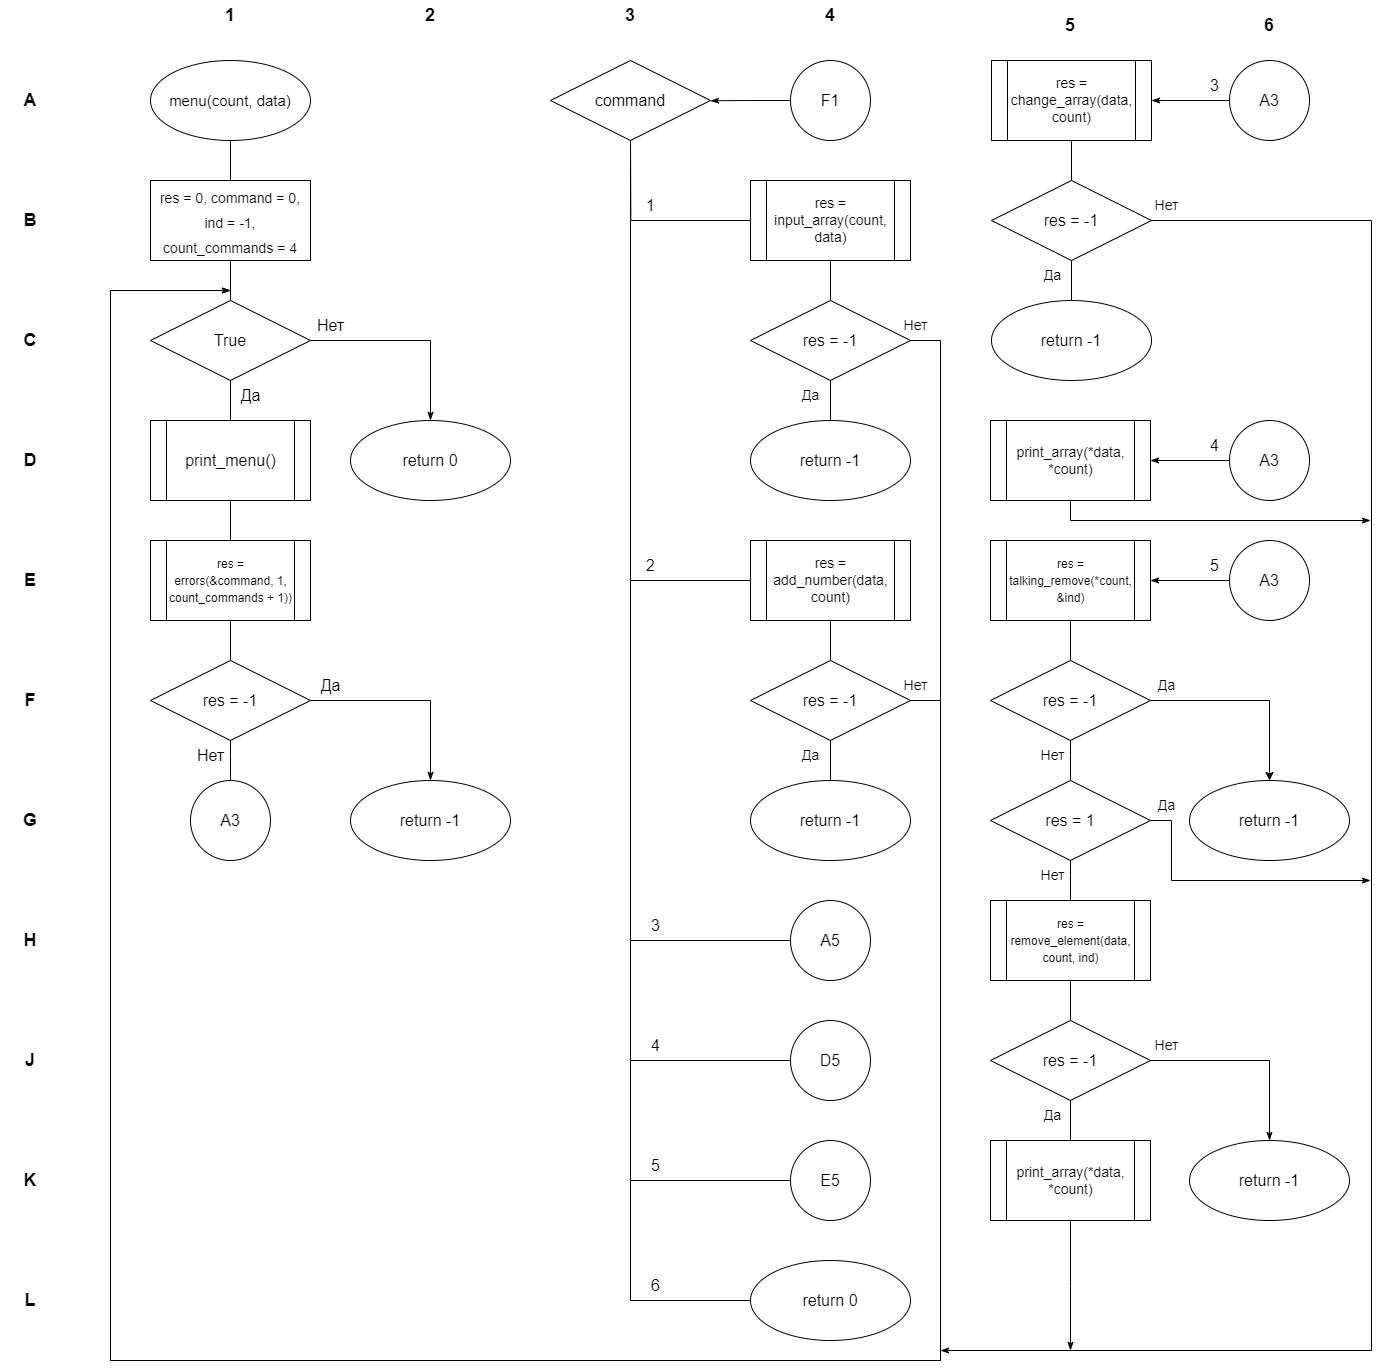 1
2
3
4
5
6
A
menu(count, data)
command
F1
res =
change_array(data,
count)
3
A3
B
res = 0, command = 0,
ind = -1,
count_commands = 4
1
res =
input_array(count,
data)
res = -1
Нет
Да
C
True
Нет
Да
res = -1
Нет
Да
return -1
D
print_menu()
return 0
return -1
print_array(*data,
*count)
4
A3
E
res =
errors(&command, 1,
count_commands + 1))
2
res =
add_number(data,
count)
res =
talking_remove(*count,
&ind)
5
A3
F
res = -1
Да
Нет
res = -1
Нет
Да
res = -1
Да
Нет
G
A3
return -1
return -1
res = 1
Да
Нет
return -1
H
3
A5
res =
remove_element(data,
count, ind)
J
4
D5
res = -1
Нет
Да
K
5
E5
print_array(*data,
*count)
return -1
L
6
return 0